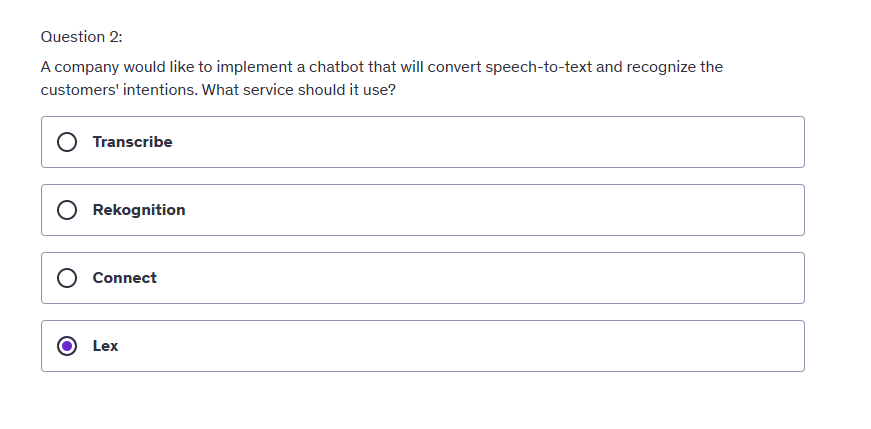 Question 2:
A company would like to implement a chatbot that will convert speech-to-text and recognize the
customers' intentions. What service should it use?
Transcribe
Rekognition
Connect
Lex